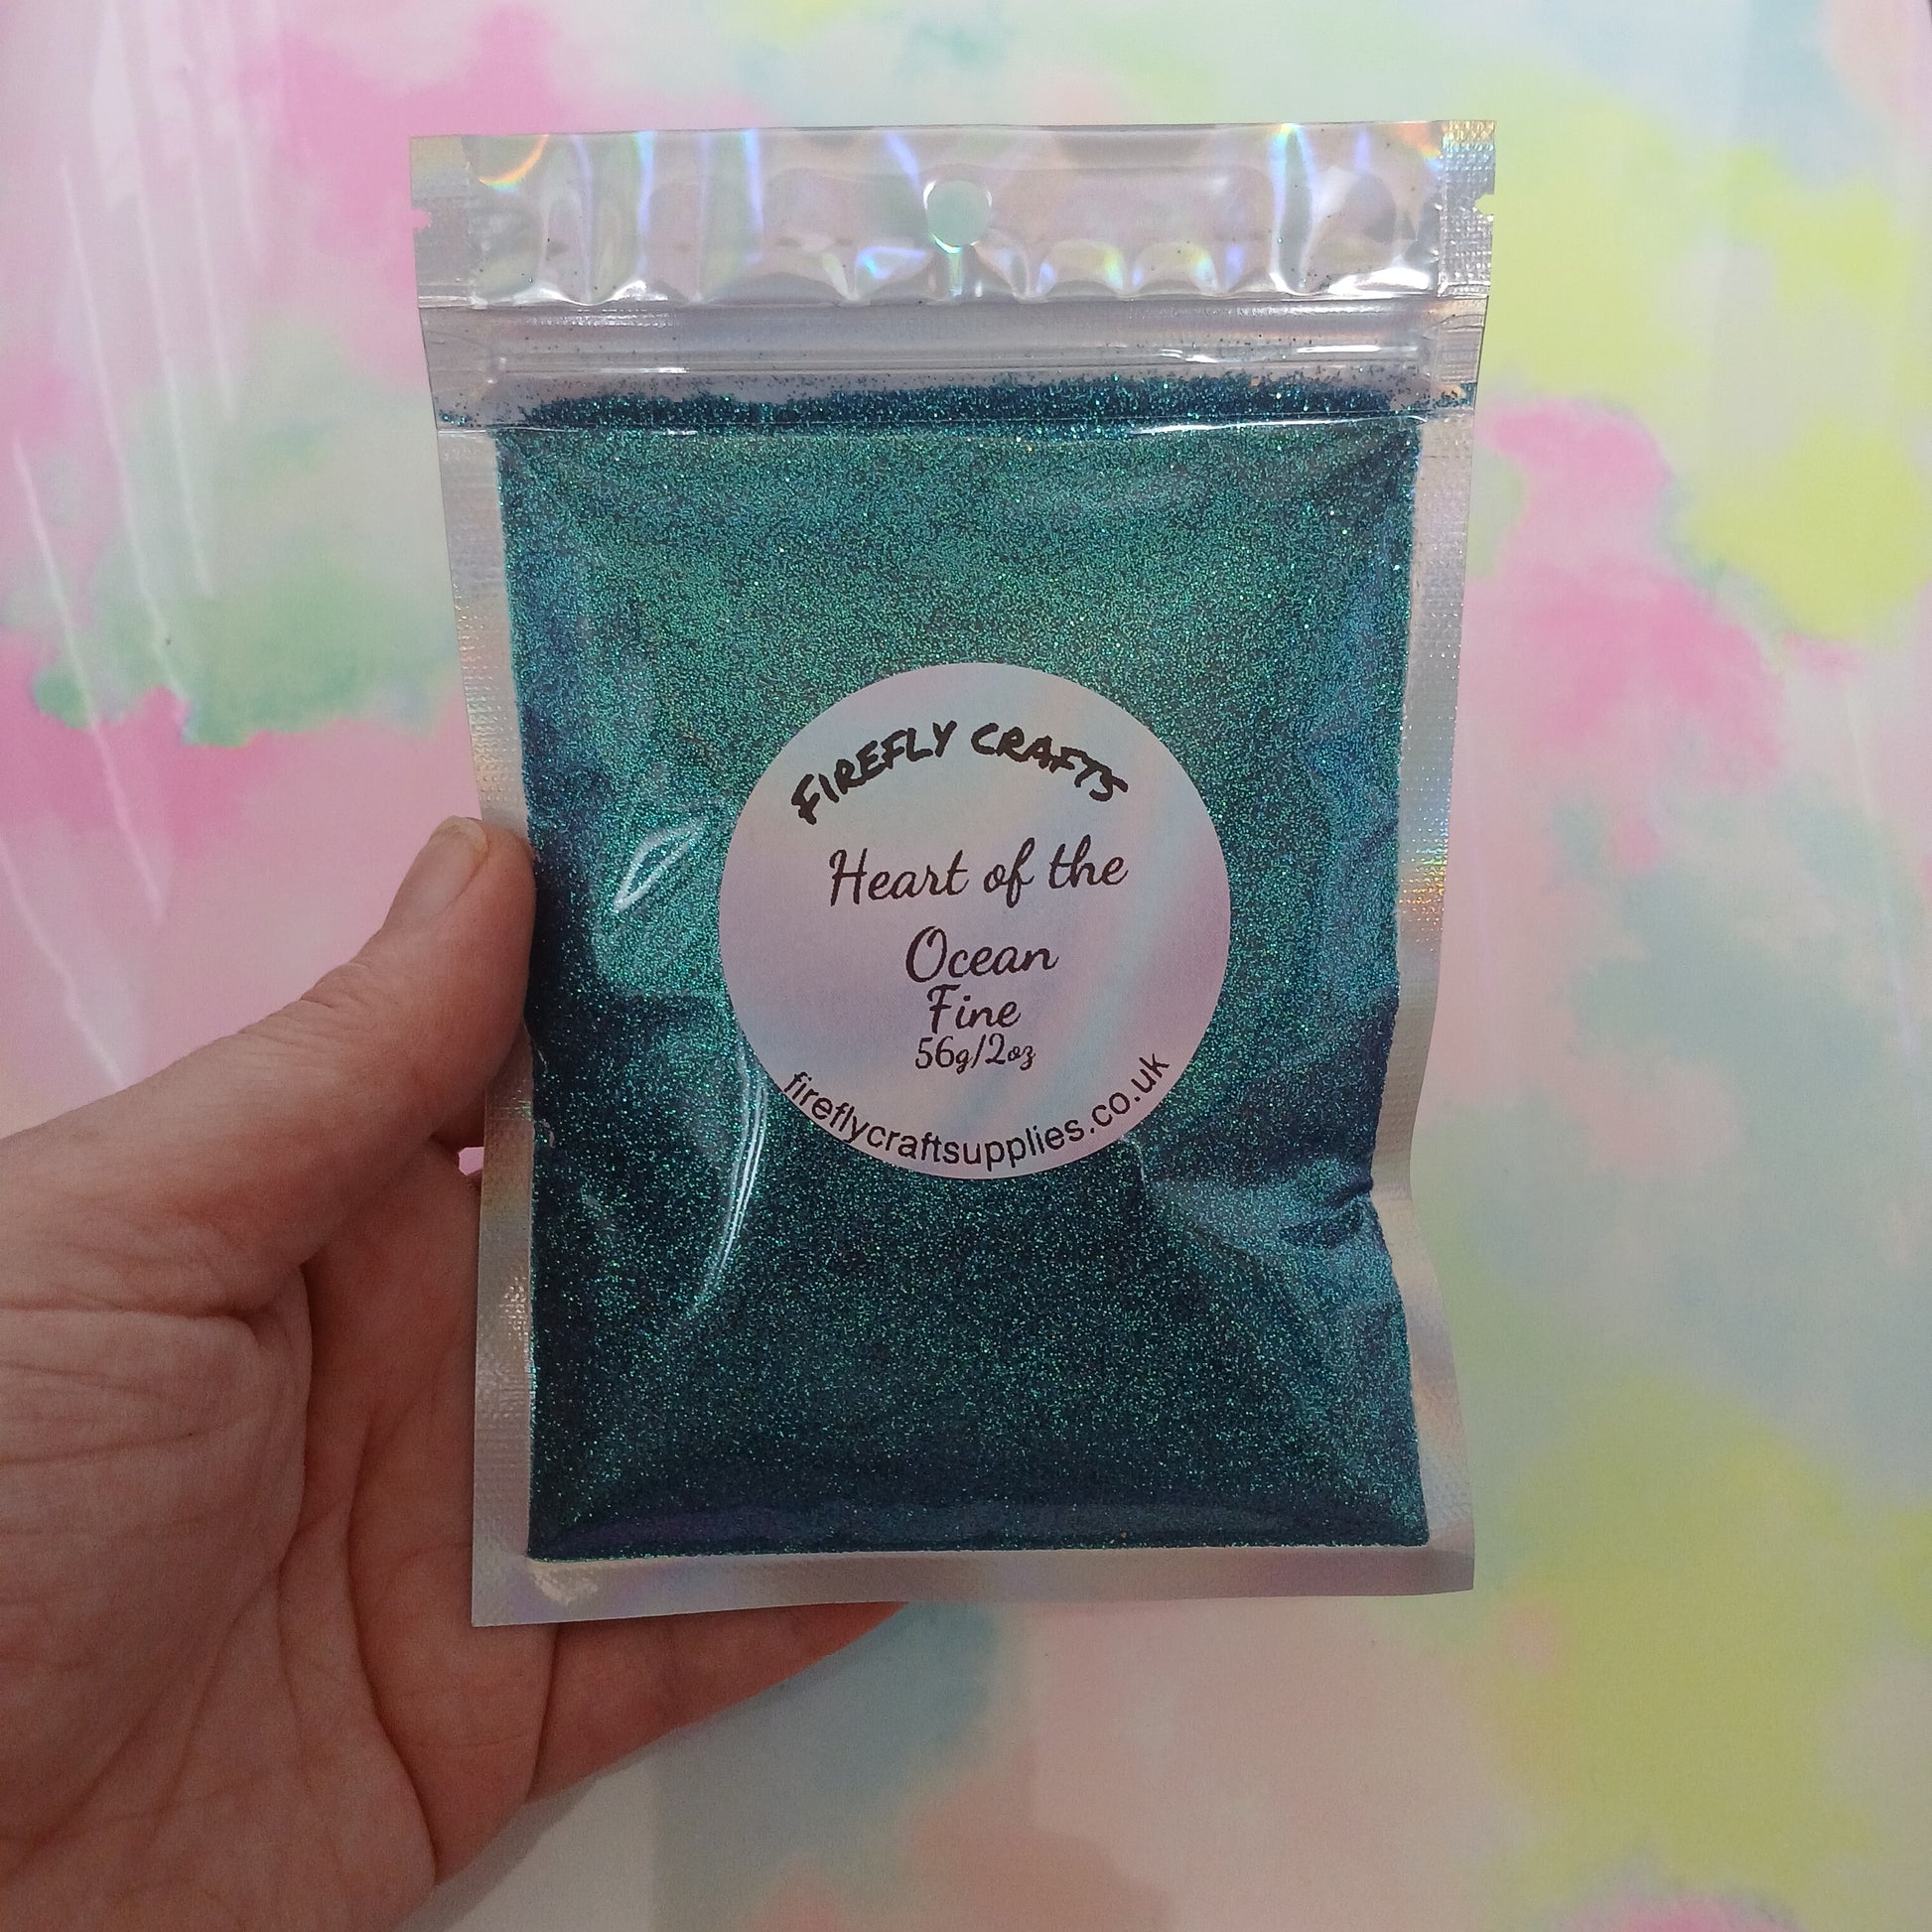 FIREFLY CRAFTS
Heart of the
Ocean
Fine
56g/2oz
fireflycraftsupplies.co.uk